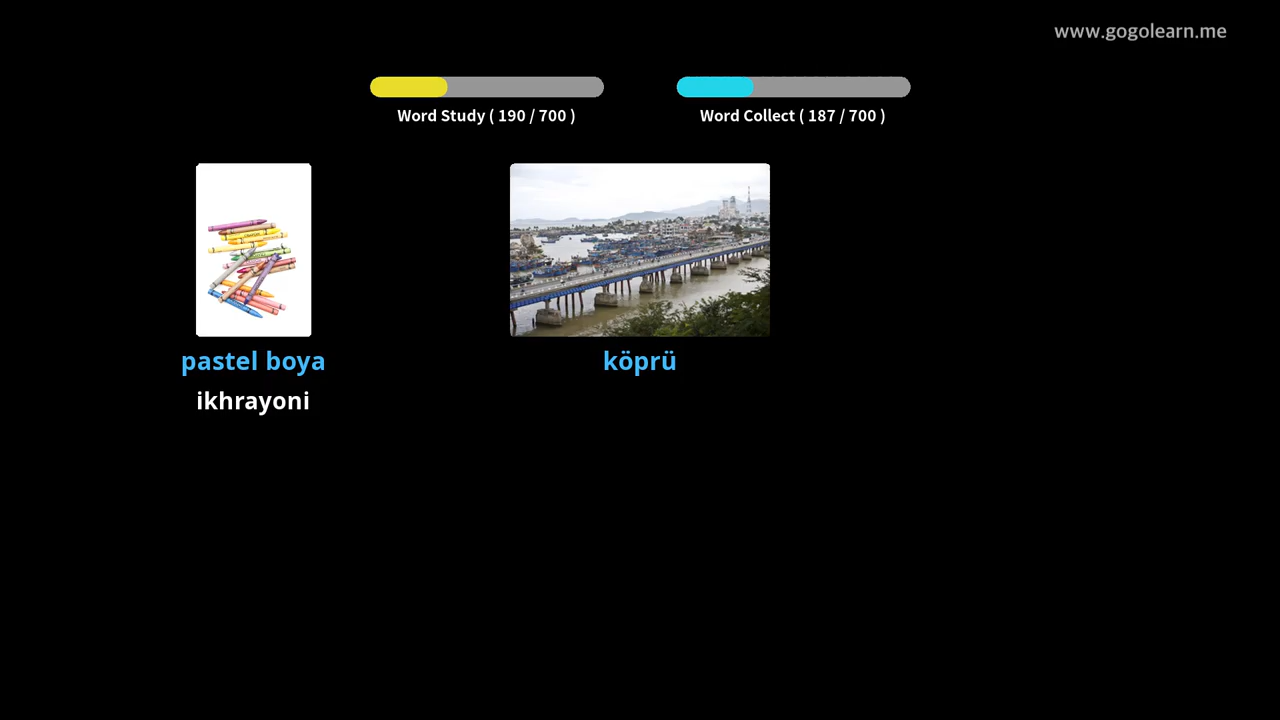 www.gogolearn.me
Word Study ( 190 / 700 )
Word Collect ( 187 / 700 )
pastel boya
köprü
ikhrayoni